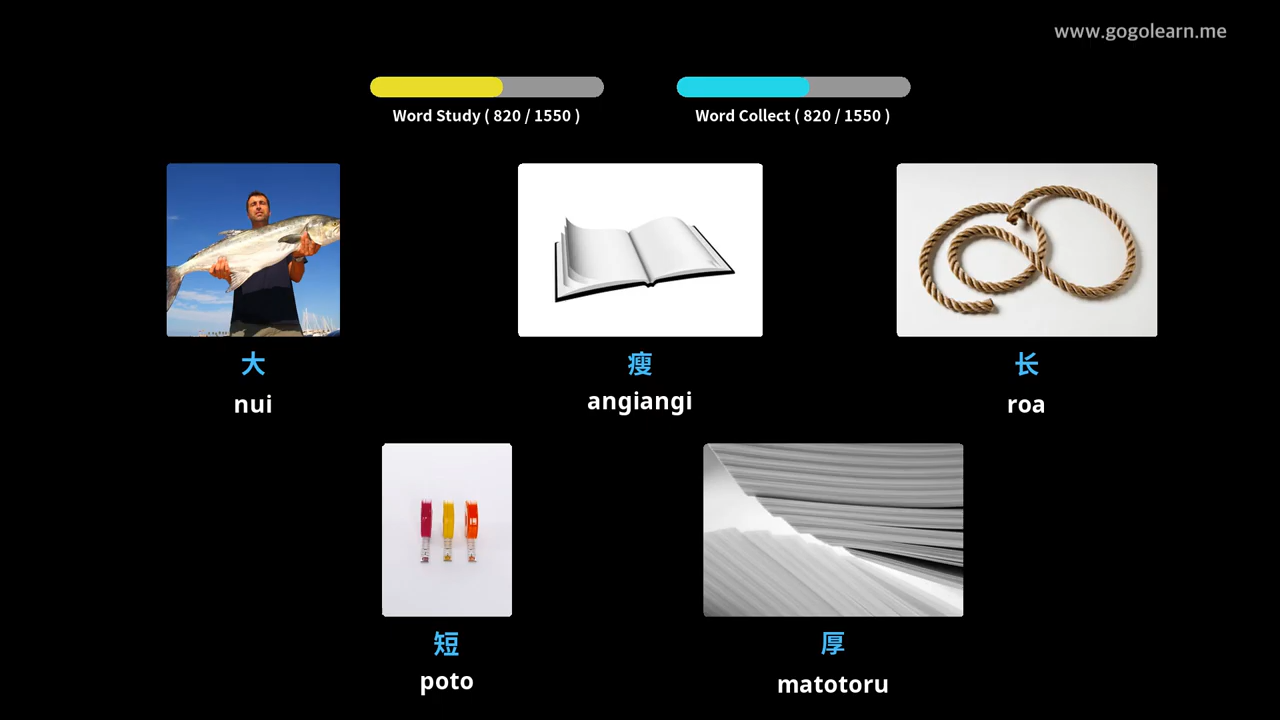 www.gogolearn.me
Word Study ( 820 / 1550 )
Word Collect ( 820 / 1550 )
大
nui
瘦
angiangi
长
roa
短
poto
厚
matotoru